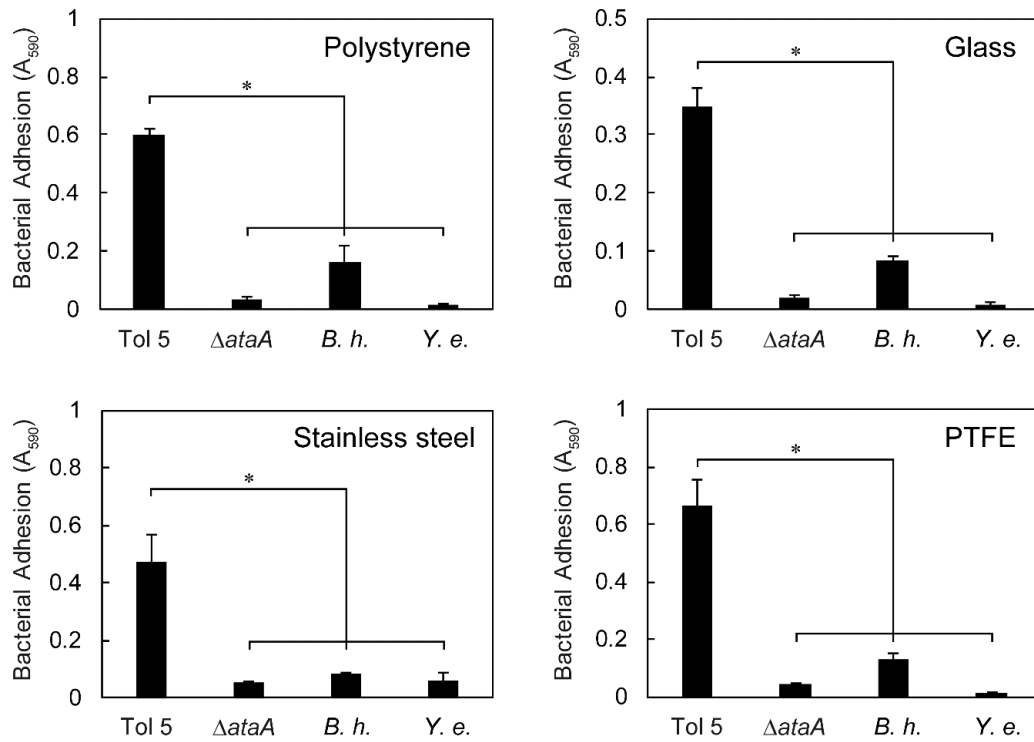 Polystyrene
Bacterial Adhesion (A₅₉₀)
1
0.8
0.6
0.4
0.2
0
*
Tol 5 ΔataA B. h. Y. e.
Glass
Bacterial Adhesion (A₅₉₀)
0.5
0.4
0.3
0.2
0.1
0
*
Tol 5 ΔataA B. h. Y. e.
Stainless steel
Bacterial Adhesion (A₅₉₀)
1
0.8
0.6
0.4
0.2
0
*
Tol 5 ΔataA B. h. Y. e.
PTFE
Bacterial Adhesion (A₅₉₀)
1
0.8
0.6
0.4
0.2
0
*
Tol 5 ΔataA B. h. Y. e.